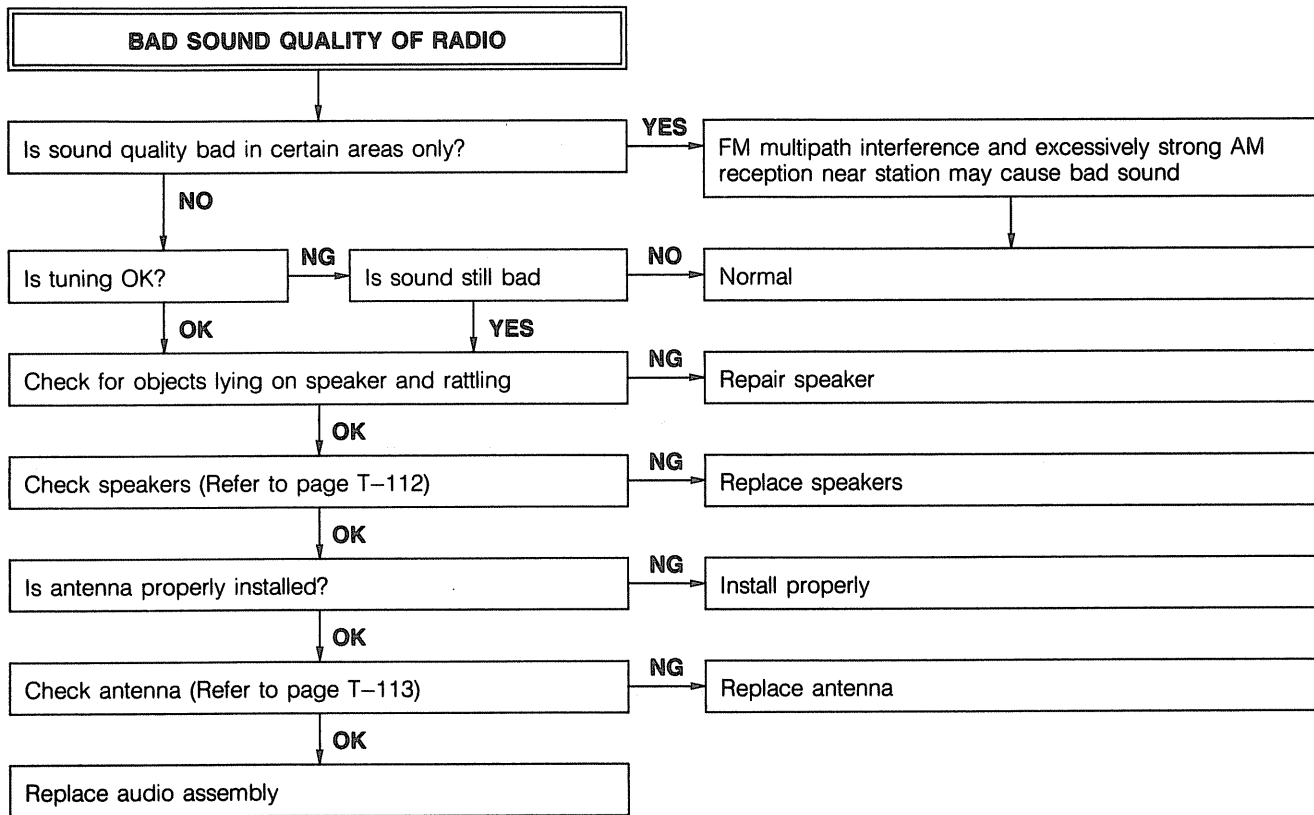 BAD SOUND QUALITY OF RADIO
Is sound quality bad in certain areas only?
YES
FM multipath interference and excessively strong AM
reception near station may cause bad sound
NO
Is tuning OK?
NG
Is sound still bad
NO
Normal
OK
YES
Check for objects lying on speaker and rattling
NG
Repair speaker
OK
Check speakers (Refer to page T–112)
NG
Replace speakers
OK
Is antenna properly installed?
NG
Install properly
OK
Check antenna (Refer to page T–113)
NG
Replace antenna
OK
Replace audio assembly